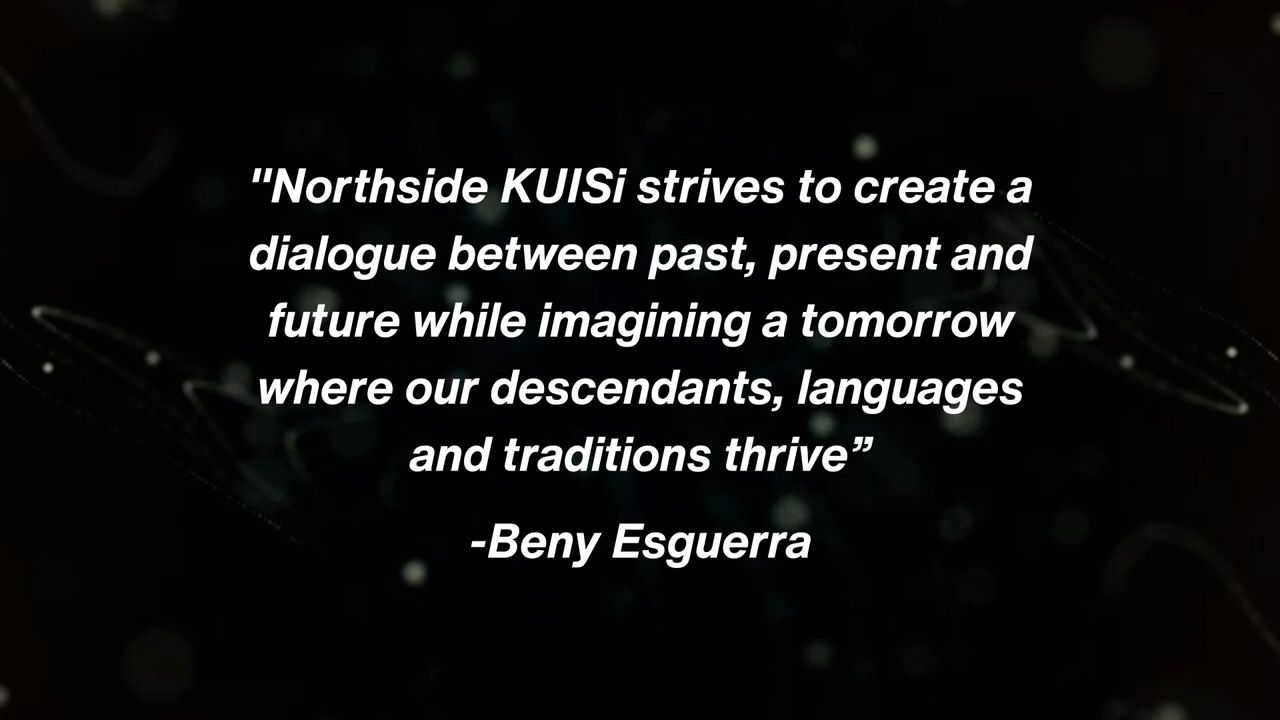 "Northside KUISi strives to create a
dialogue between past, present and
future while imagining a tomorrow
where our descendants, languages
and traditions thrive”
-Beny Esguerra